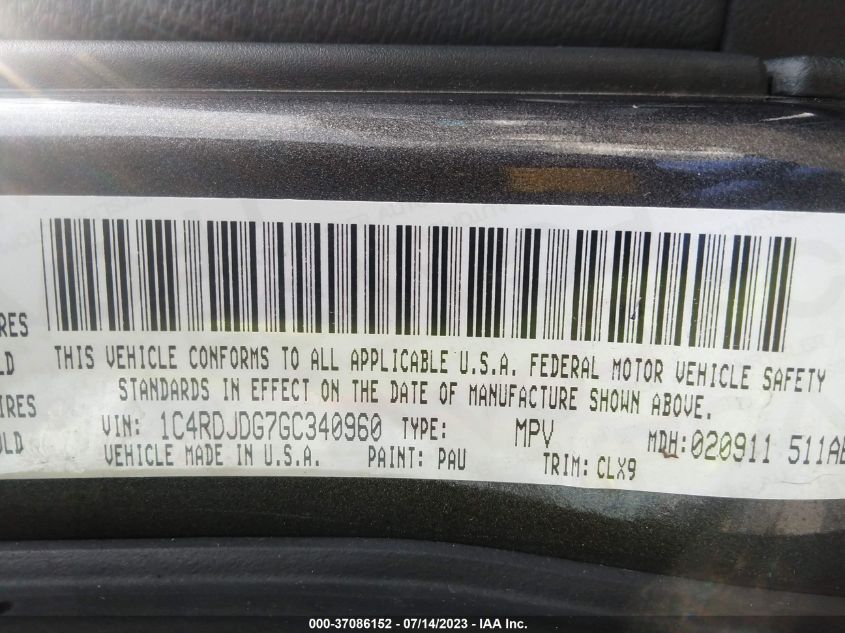 RES
LD
IRES
ULD
THIS VEHICLE CONFORMS TO ALL APPLICABLE U.S.A. FEDERAL MOTOR VEHICLE SAFETY
STANDARDS IN EFFECT ON THE DATE OF MANUFACTURE SHOWN ABOVE.
VIN: 1C4RDJDG7GC340960 TYPE: MPV MDH:020911 511AE
VEHICLE MADE IN U.S.A. PAINT: PAU TRIM: CLX9
000-37086152 - 07/14/2023 - IAA Inc.